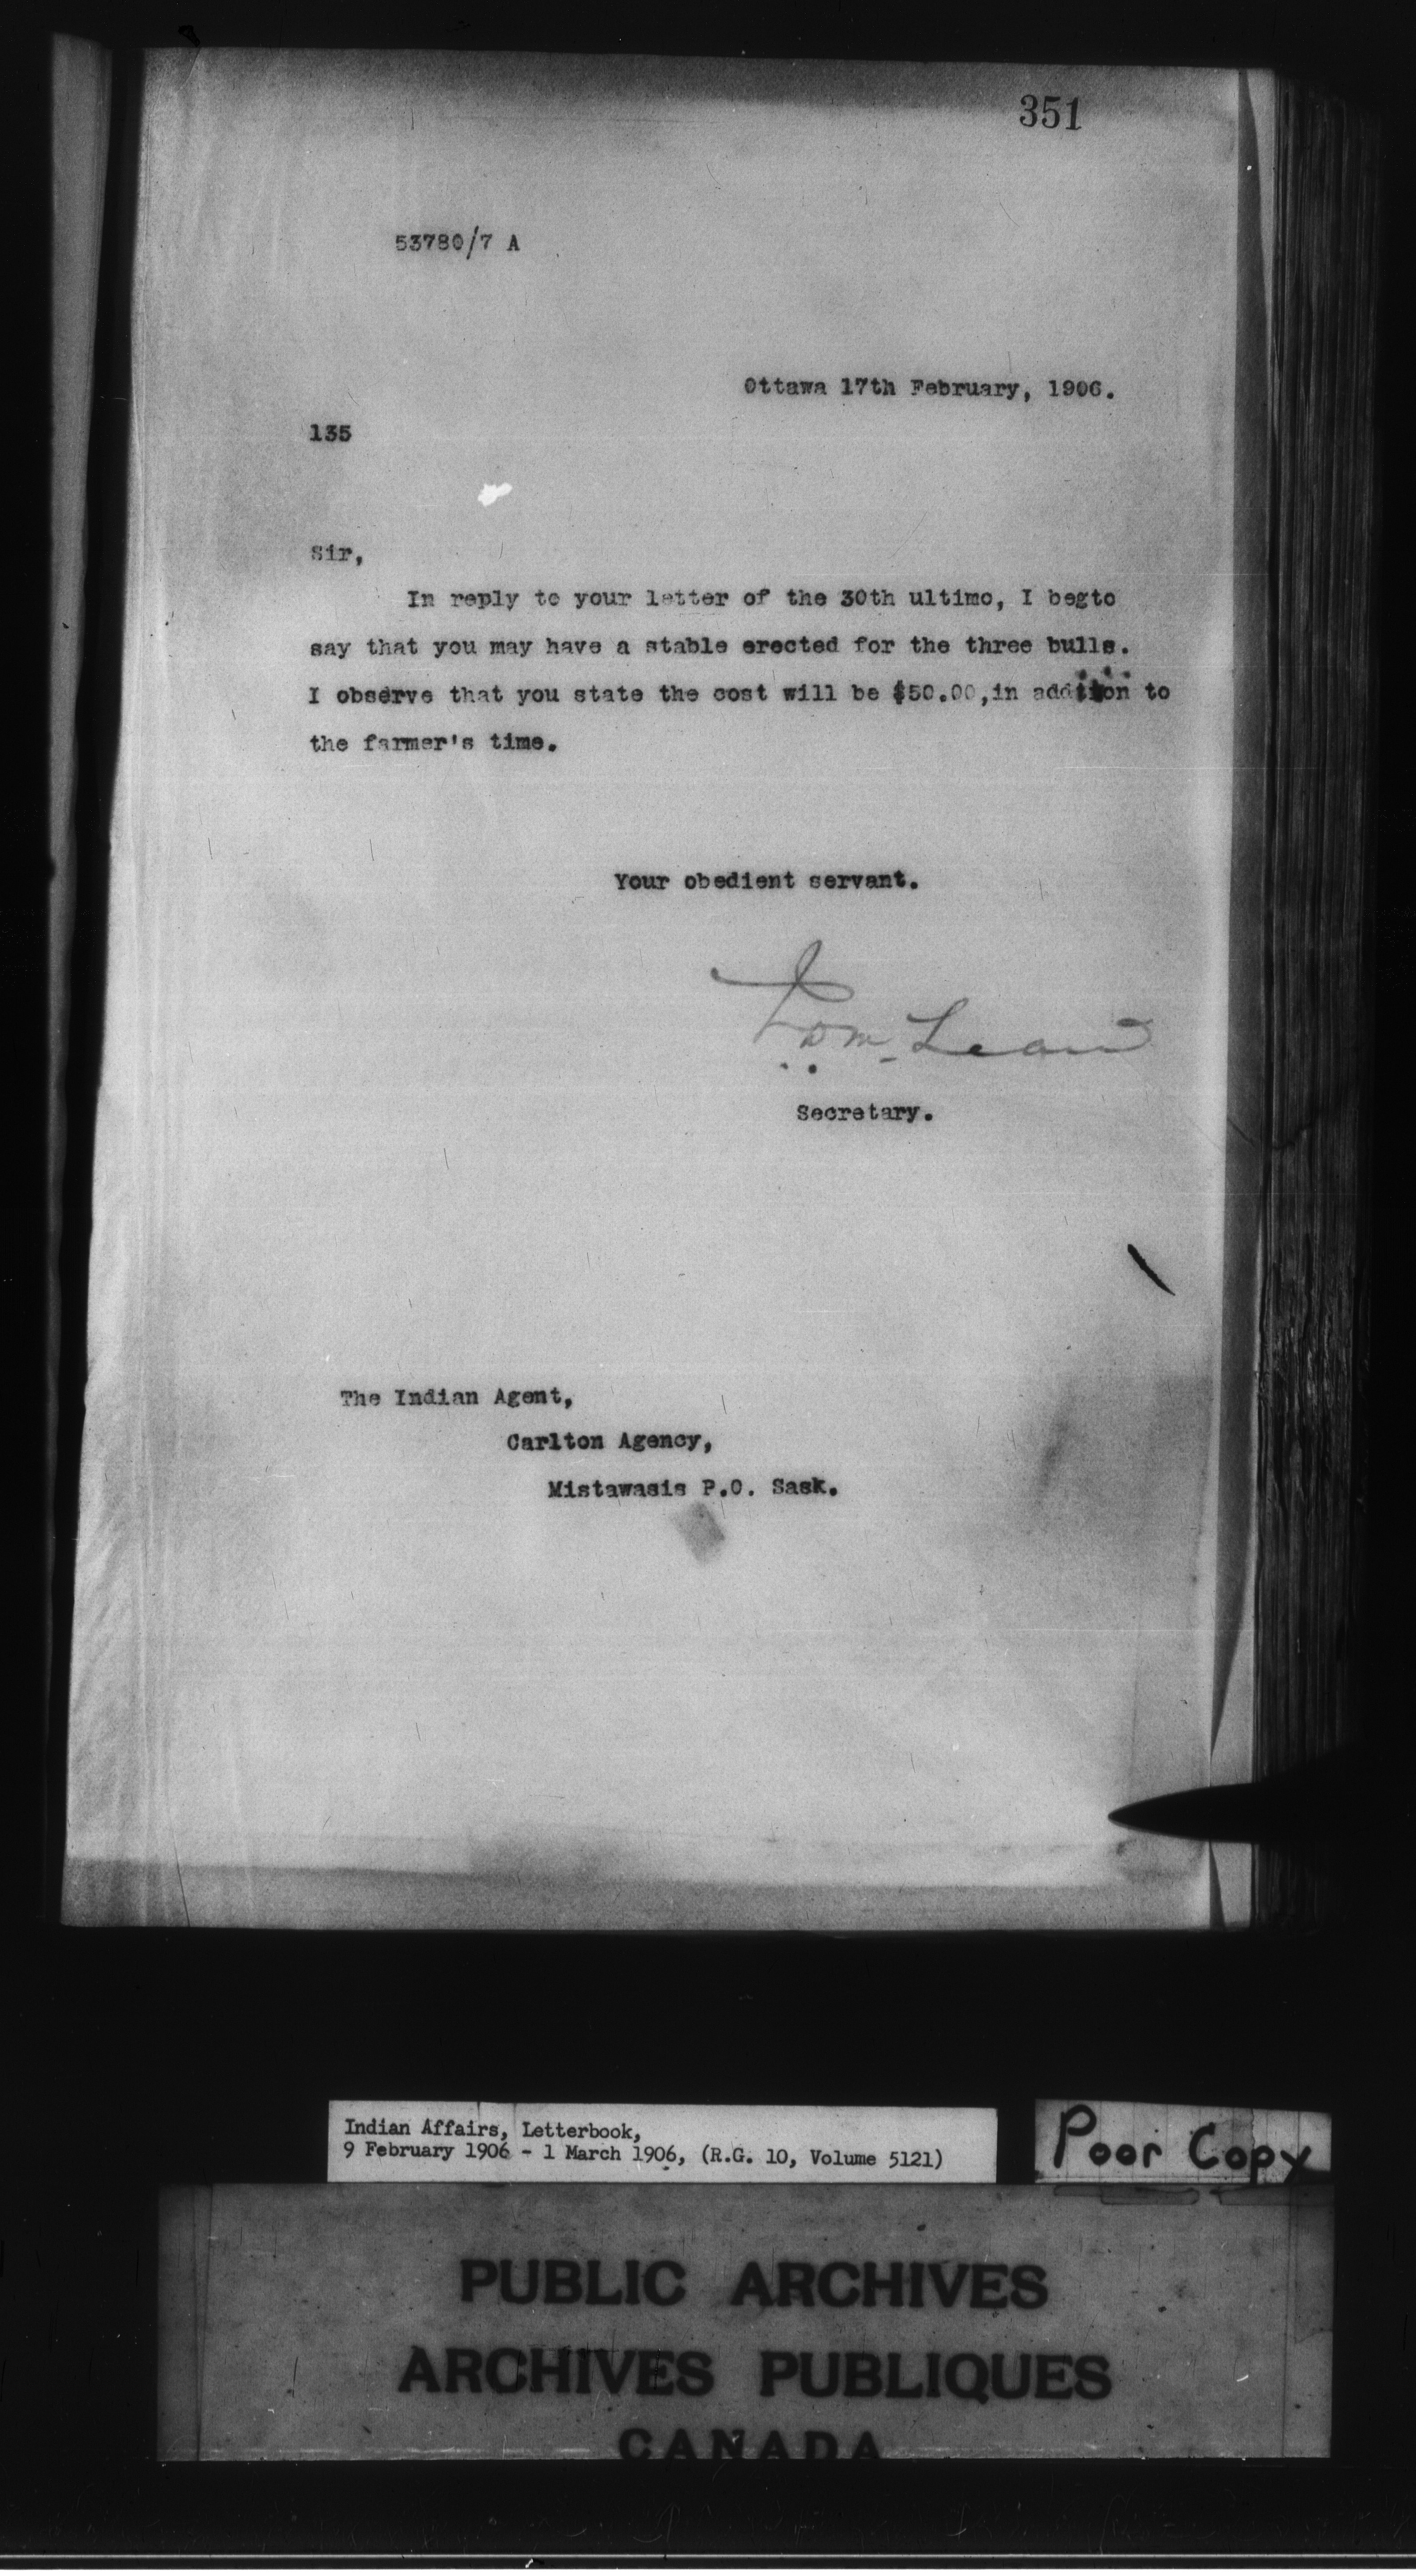 351
53780/7 A
Ottawa 17th February, 1906.
135
Sir,
In reply to your letter of the 30th ultimo, I begto
say that you may have a stable erected for the three bulls.
I observe that you state the cost will be $50.00,in addition to
the farmer's time.
Your obedient servant.
Lean
Secretary.
The Indian Agent,
Carlton Agency,
Mistawasis P.O. Sask.
Indian Affairs, Letterbook,
9 February 1906 - 1 March 1906, (R.G. 10, Volume 5121)
Poor Copy
PUBLIC ARCHIVES
ARCHIVES PUBLIQUES
CANADA